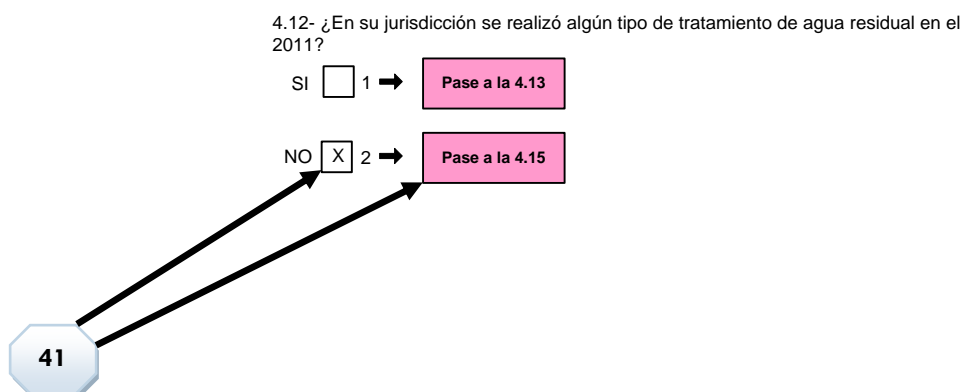 4.12- ¿En su jurisdicción se realizó algún tipo de tratamiento de agua residual en el
2011?
SI 1 Pase a la 4.13
NO X 2 Pase a la 4.15
41